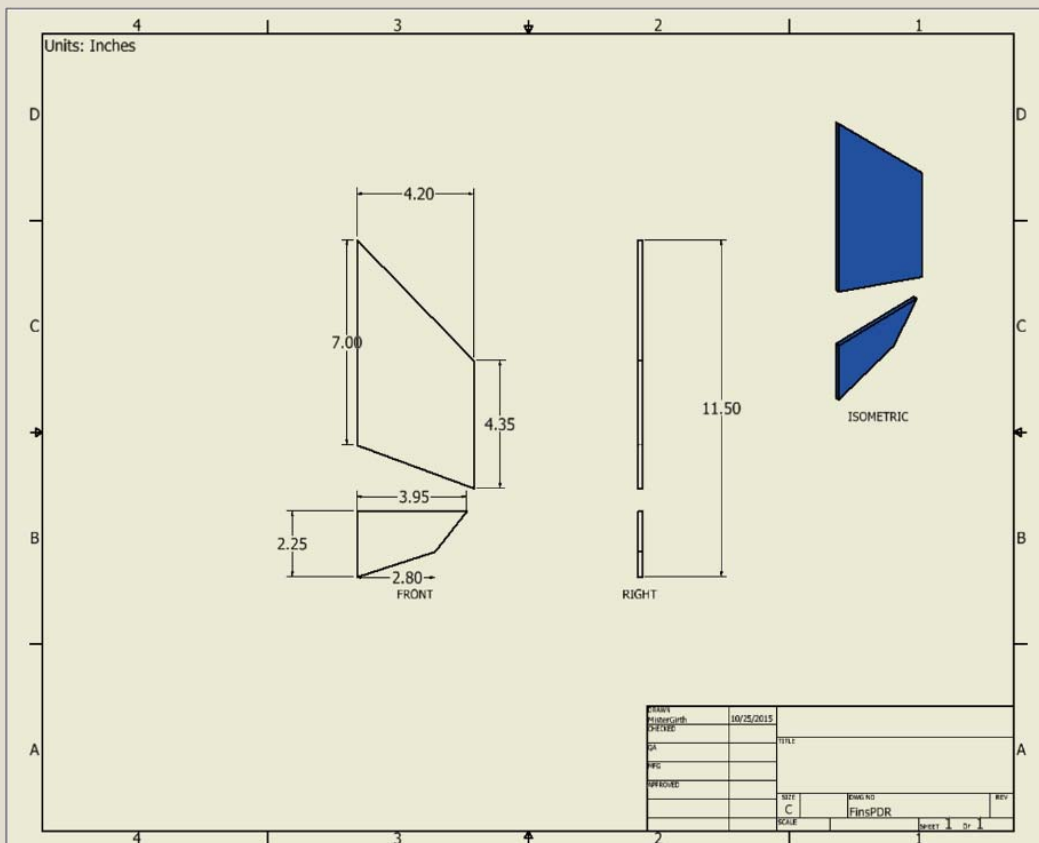 4 3 2 1
Units: Inches
D D
4.20
C C
7.00
11.50
ISOMETRIC
4.35
3.95
B B
2.25
2.80
FRONT RIGHT
DRAWN
MisterGirth 10/25/2015
CHECKED
TITLE
A A
QA
MFG
APPROVED
SIZE DWG NO REV
C FinsPDR
SCALE SHEET 1 OF 1
4 3 2 1